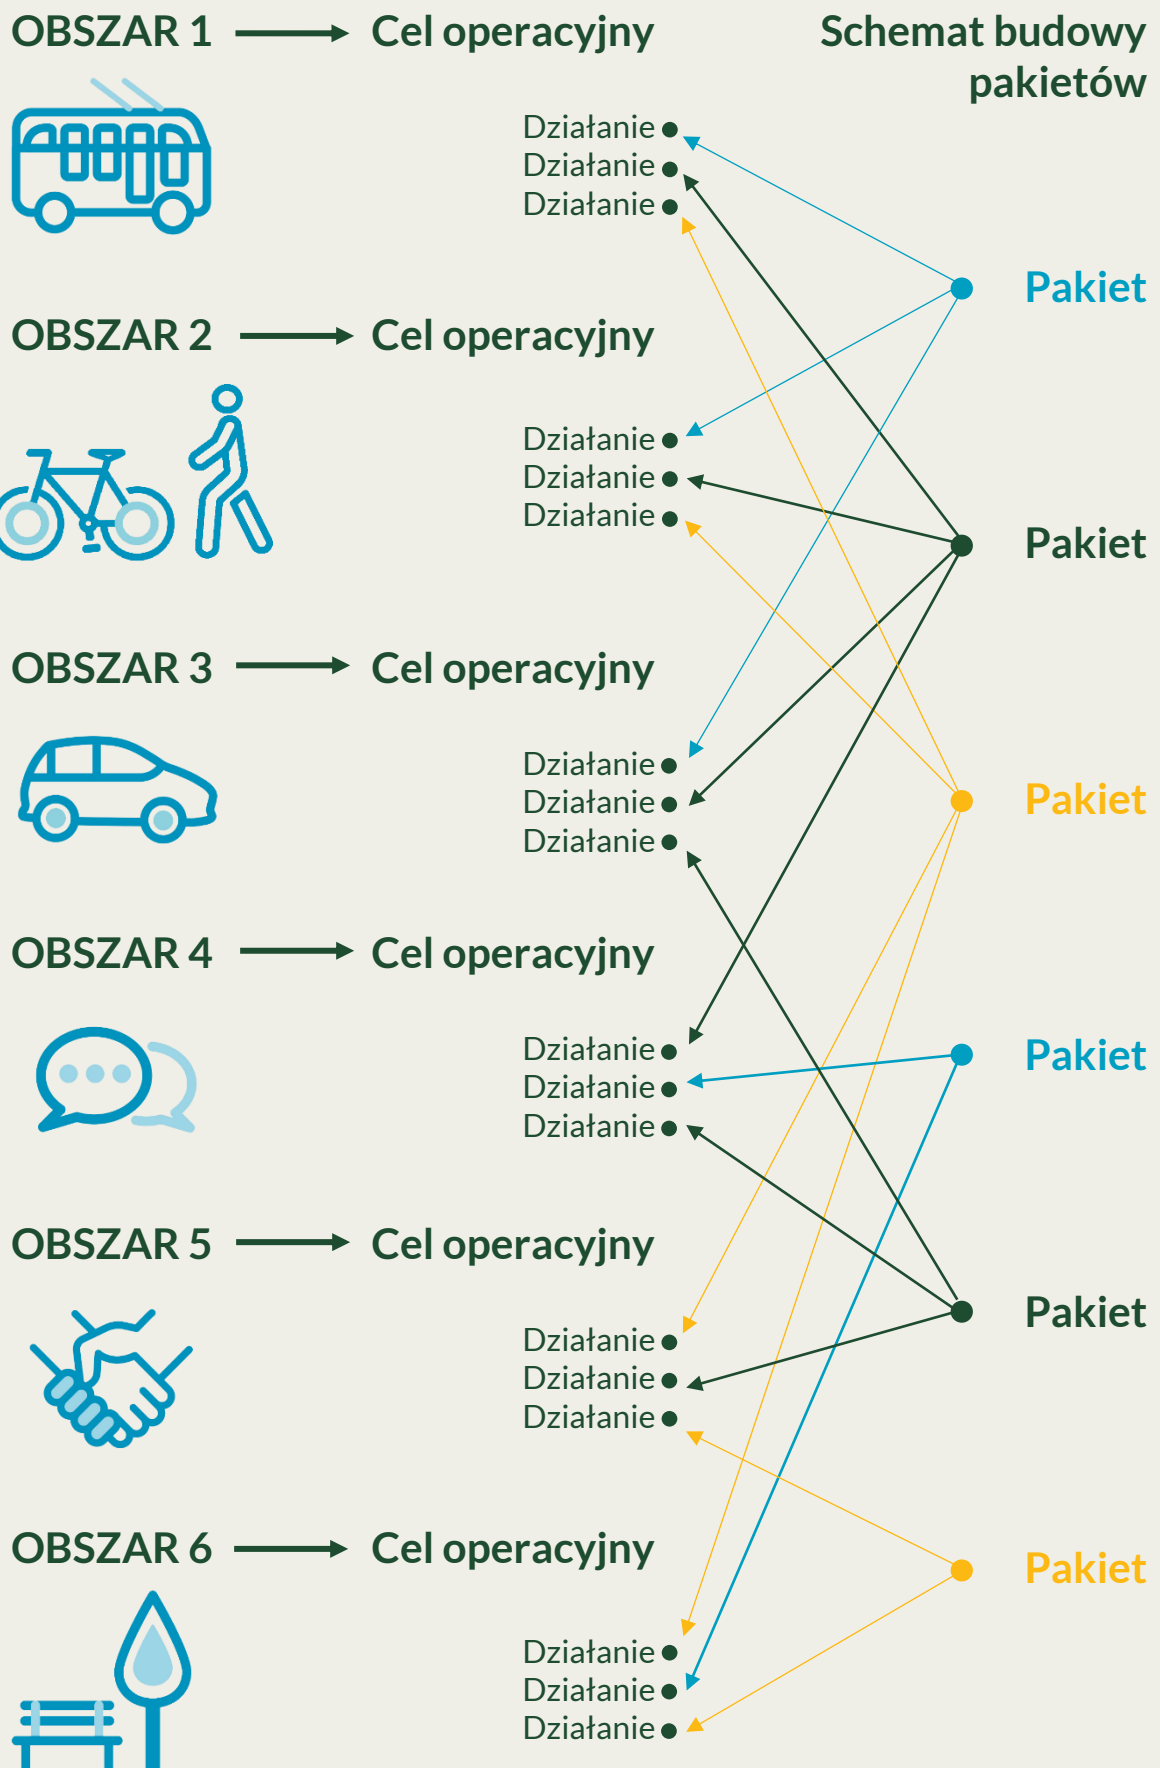 OBSZAR 1
Cel operacyjny
Schemat budowy
pakietów
Działanie
Działanie
Działanie
Pakiet
OBSZAR 2
Cel operacyjny
Działanie
Działanie
Działanie
Pakiet
OBSZAR 3
Cel operacyjny
Działanie
Działanie
Działanie
Pakiet
OBSZAR 4
Cel operacyjny
Działanie
Działanie
Działanie
Pakiet
OBSZAR 5
Cel operacyjny
Działanie
Działanie
Działanie
Pakiet
OBSZAR 6
Cel operacyjny
Pakiet
Działanie
Działanie
Działanie